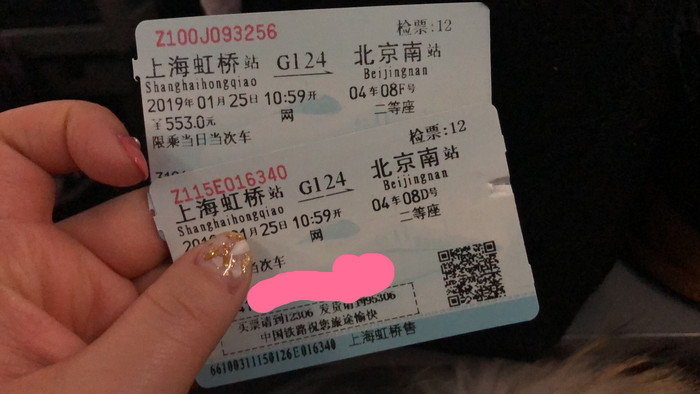 Z100J093256 检票:12
上海虹桥站 G124 北京南站
Shanghaihongqiao Beijingnan
2019年01月25日 10:59开 04车08F号
¥553.0元 网 二等座
限乘当日当次车
Z115E016340 检票:12
上海虹桥站 G124 北京南站
Shanghaihongqiao Beijingnan
月25日 10:59开 04车08D号
网 二等座
当次车
买票请到12306 发货请到95306
中国铁路祝您旅途愉快
66100311150126E016340 上海虹桥售